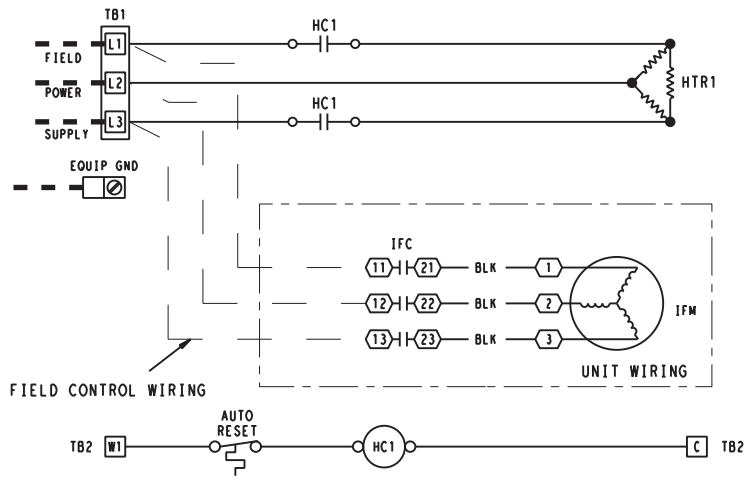 TB1
HC1
L1
FIELD
L2
POWER
HTR1
HC1
L3
SUPPLY
EQUIP GND
IFC
11 21 BLK 1
12 22 BLK 2
IFM
13 23 BLK 3
UNIT WIRING
FIELD CONTROL WIRING
AUTO
RESET
TB2 W1 HC1 C TB2